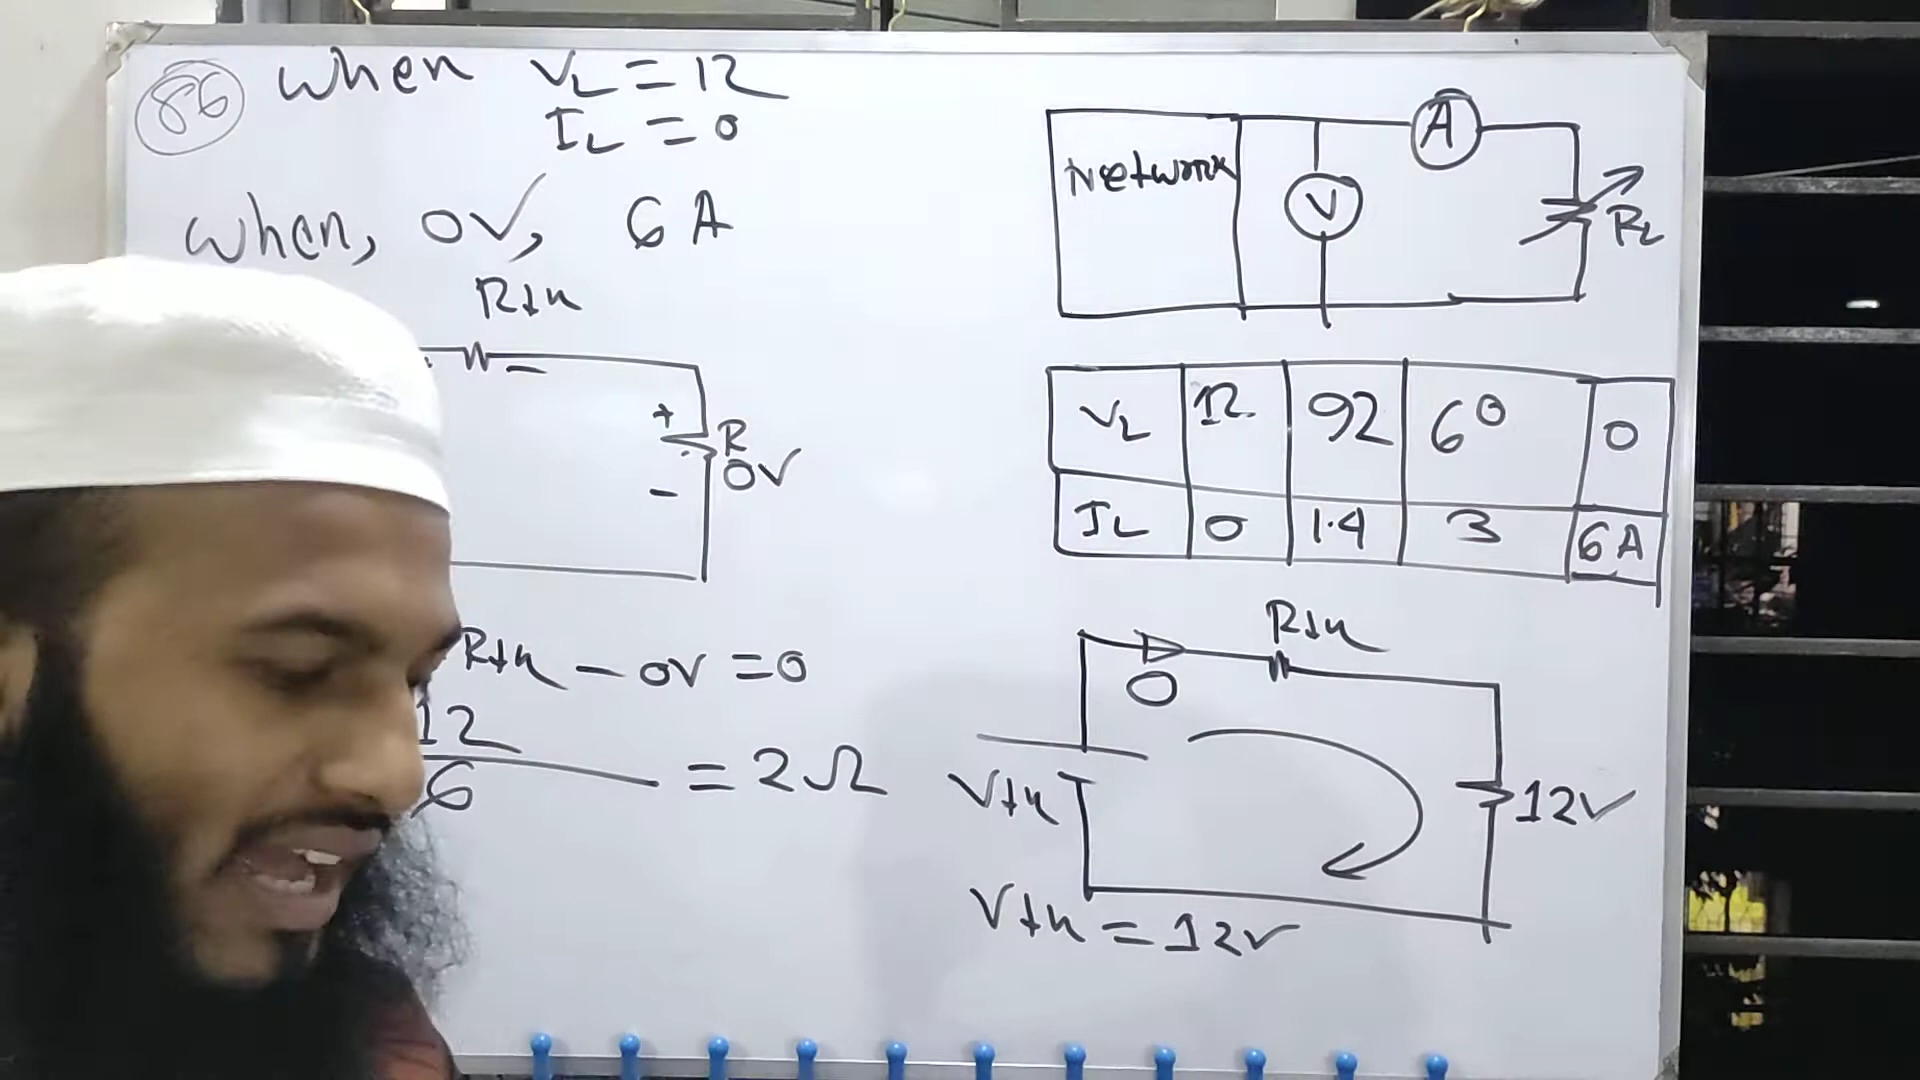 86 When VL = 12
IL = 0
When, 0V, 6A
Rth
+
R
0V
-
Rth - 0V = 0
12
6
= 2Ω
Network
V
A
RL
VL 12 92 60 0
IL 0 1.4 3 6A
Rth
0
Vth
12V
Vth = 12V